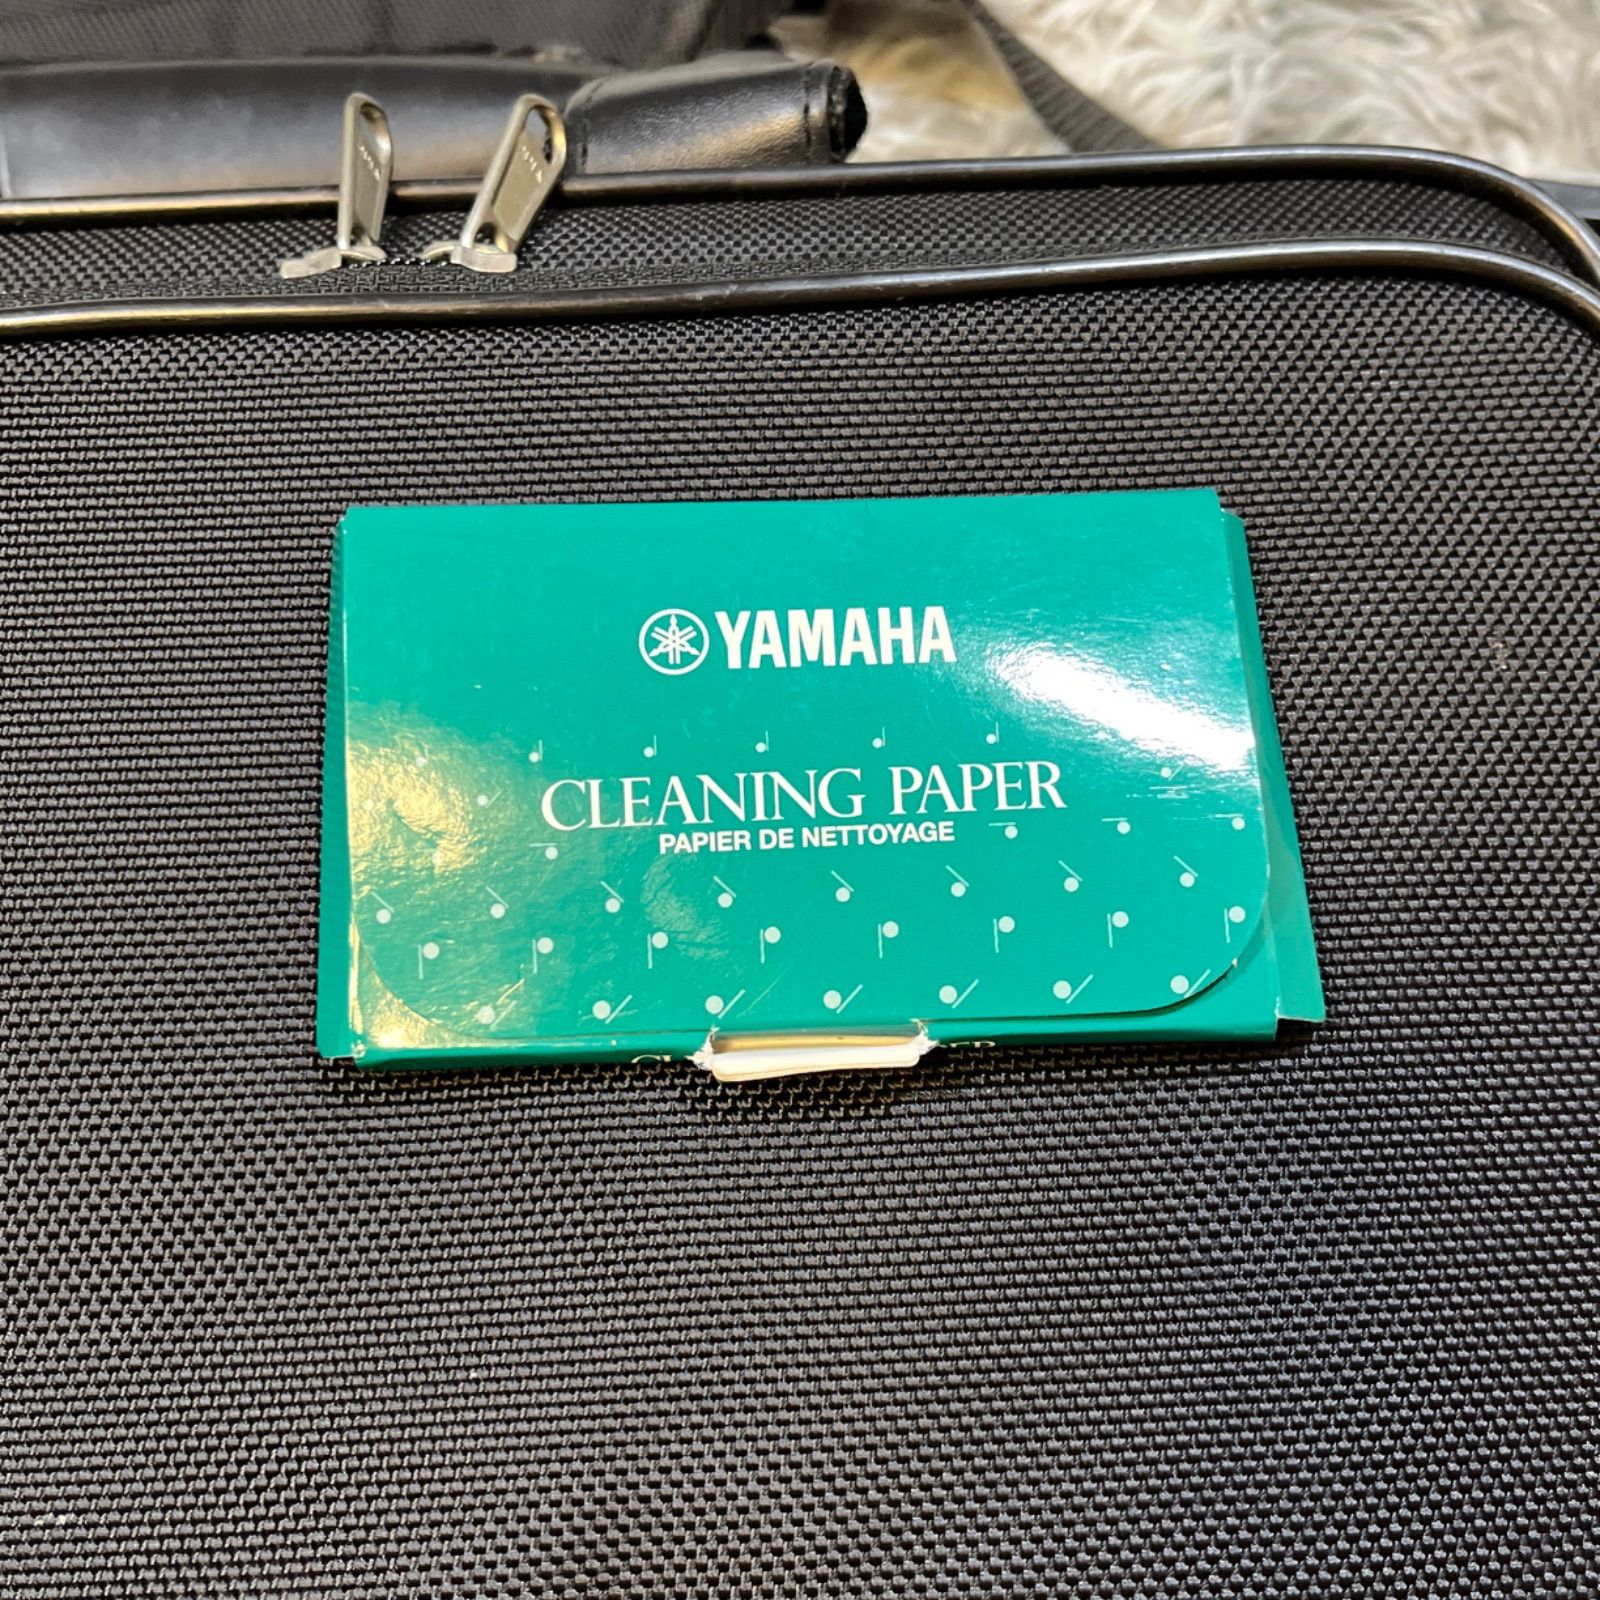 YAMAHA
CLEANING PAPER
PAPIER DE NETTOYAGE